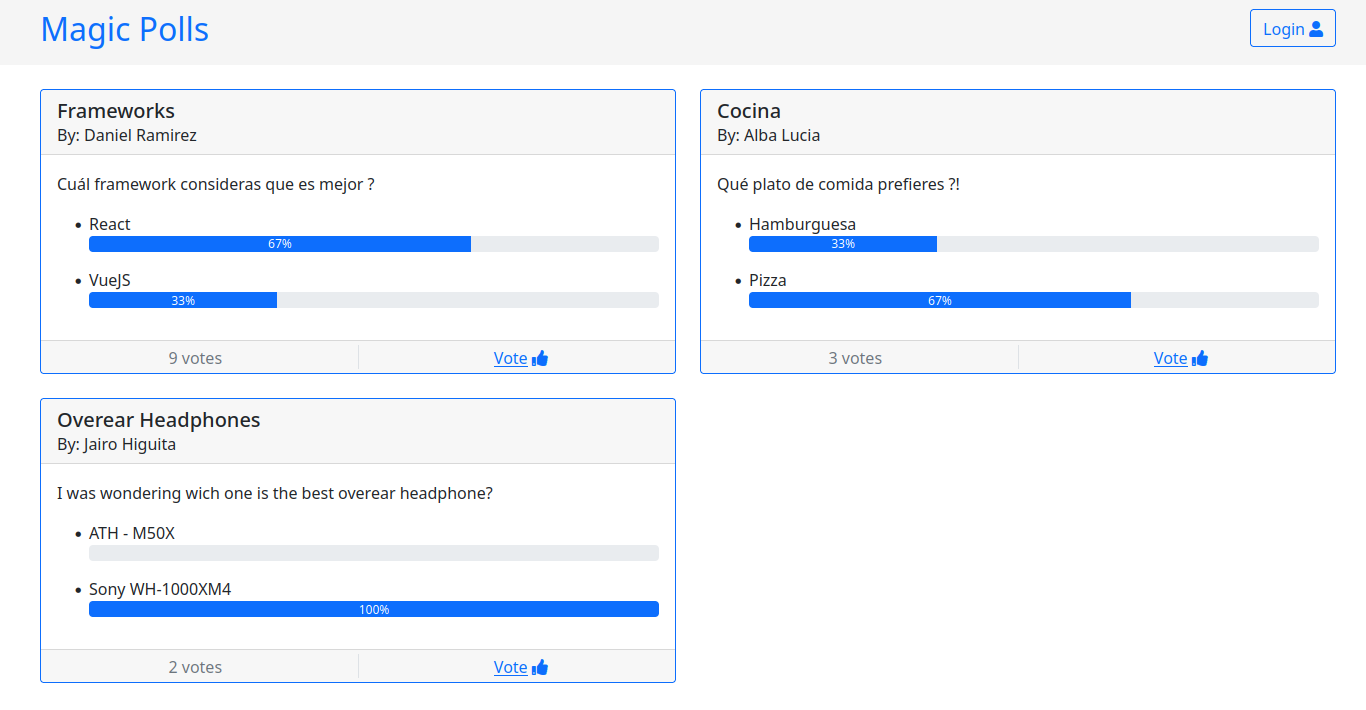 Magic Polls
Login
Frameworks
By: Daniel Ramirez
Cuál framework consideras que es mejor ?
React
67%
VueJS
33%
9 votes
Vote
Cocina
By: Alba Lucia
Qué plato de comida prefieres ?!
Hamburguesa
33%
Pizza
67%
3 votes
Vote
Overear Headphones
By: Jairo Higuita
I was wondering wich one is the best overear headphone?
ATH - M50X
Sony WH-1000XM4
100%
2 votes
Vote